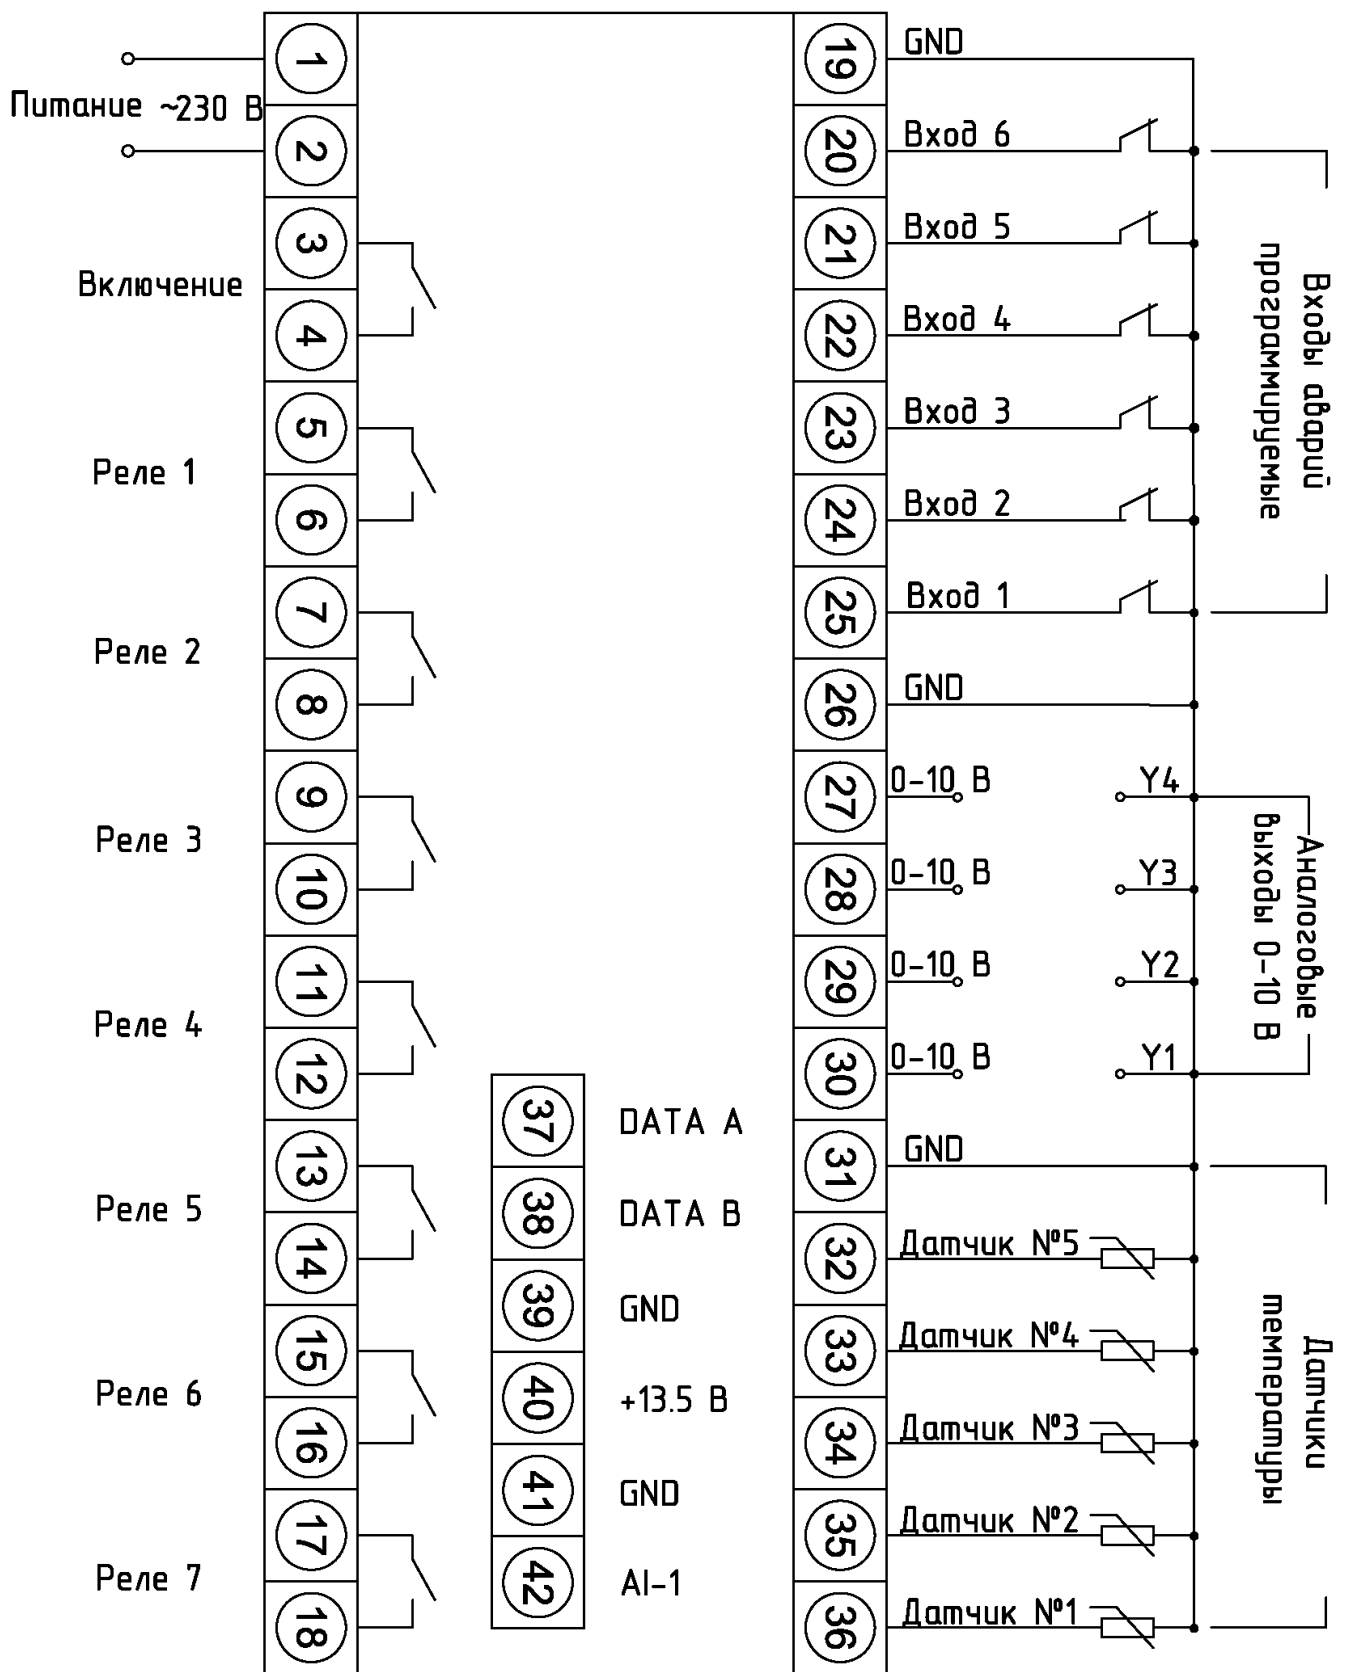 1
Питание ~230 В
2
3
Включение
4
5
Реле 1
6
7
Реле 2
8
9
Реле 3
10
11
Реле 4
12
13
Реле 5
14
15
Реле 6
16
17
Реле 7
18
37 DATA A
38 DATA B
39 GND
40 +13.5 В
41 GND
42 AI-1
19 GND
20 Вход 6
21 Вход 5
22 Вход 4
23 Вход 3
24 Вход 2
25 Вход 1
26 GND
27 0-10 В Y4
28 0-10 В Y3
29 0-10 В Y2
30 0-10 В Y1
31 GND
32 Датчик №5
33 Датчик №4
34 Датчик №3
35 Датчик №2
36 Датчик №1
Входы аварий
программируемые
Аналоговые
выходы 0-10 В
Датчики
температуры